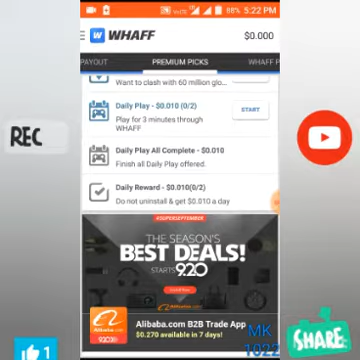 88% 5:22 PM
W WHAFF $0.000
PAYOUT PREMIUM PICKS WHAFF P
Want to clash with 60 million glo...
Daily Play - $0.010 (0/2)
Play for 3 minutes through
WHAFF
START
Daily Play All Complete - $0.010
Finish all Daily Play offered.
Daily Reward - $0.010(0/2)
Do not uninstall & get $0.010 a day
#SUPERSEPTEMBER
THE SEASON'S
BEST DEALS!
STARTS 9.20
Alibaba.com B2B Trade App
$0.270 available in 7 days!
REC
MK
1022
1
SHARE